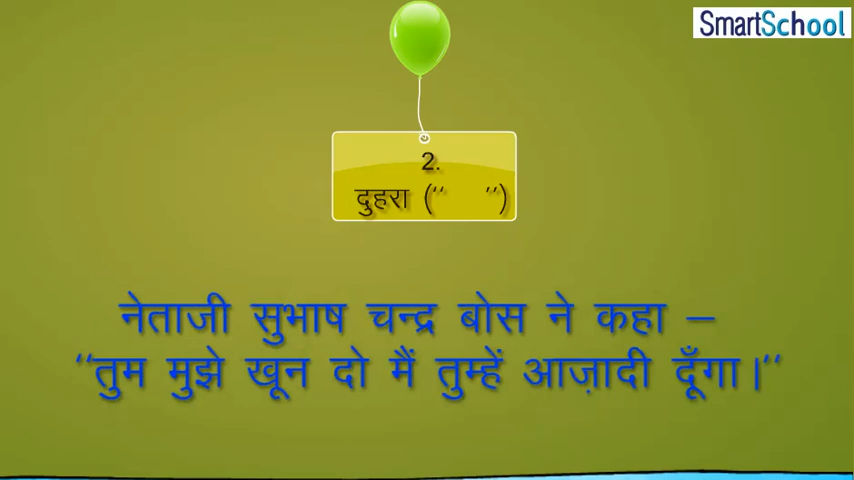 SmartSchool
2.
दुहरा (‘‘ ’’)
नेताजी सुभाष चन्द्र बोस ने कहा –
‘‘तुम मुझे खून दो मैं तुम्हें आज़ादी दूँगा।‘‘